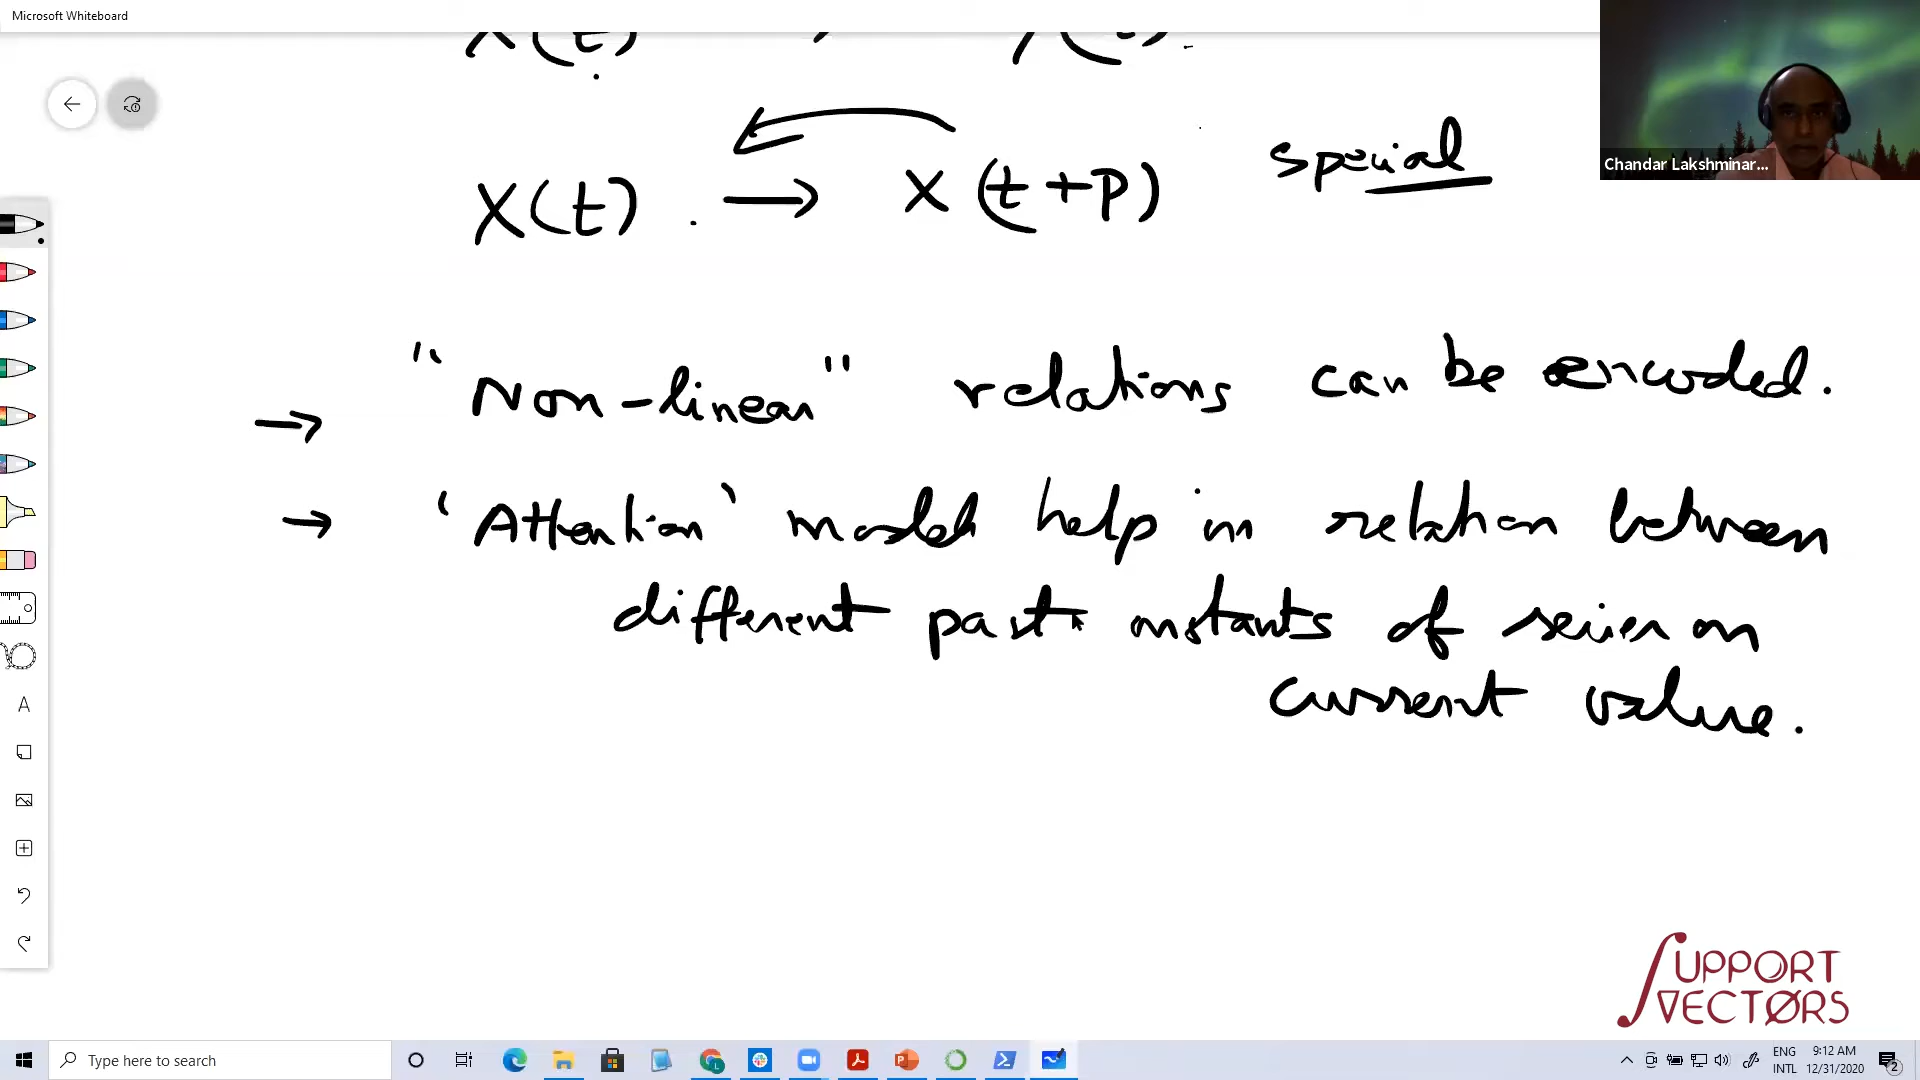 Microsoft Whiteboard
X(t)
Chandar Lakshminar...
X(t) → X(t+p) special
→ "Non-linear" relations can be encoded.
→ 'Attention' models help in relation between
different past instants of series on
current value.
A
SUPPORT
VECTORS
Type here to search
ENG
INTL
9:12 AM
12/31/2020
2